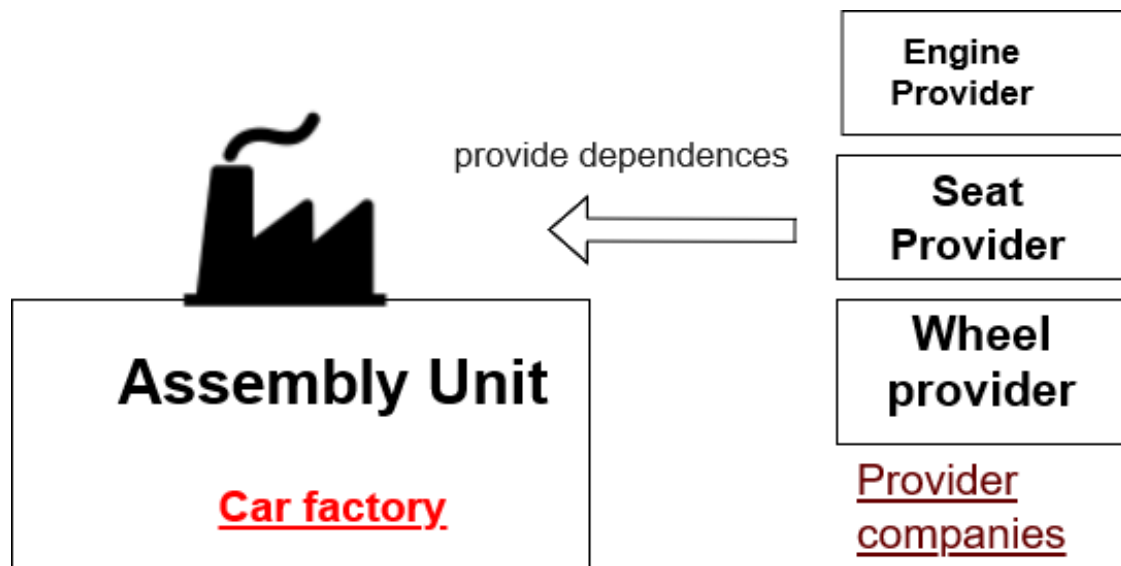 Engine
Provider
provide dependences
Seat
Provider
Assembly Unit
Wheel
provider
Car factory
Provider
companies